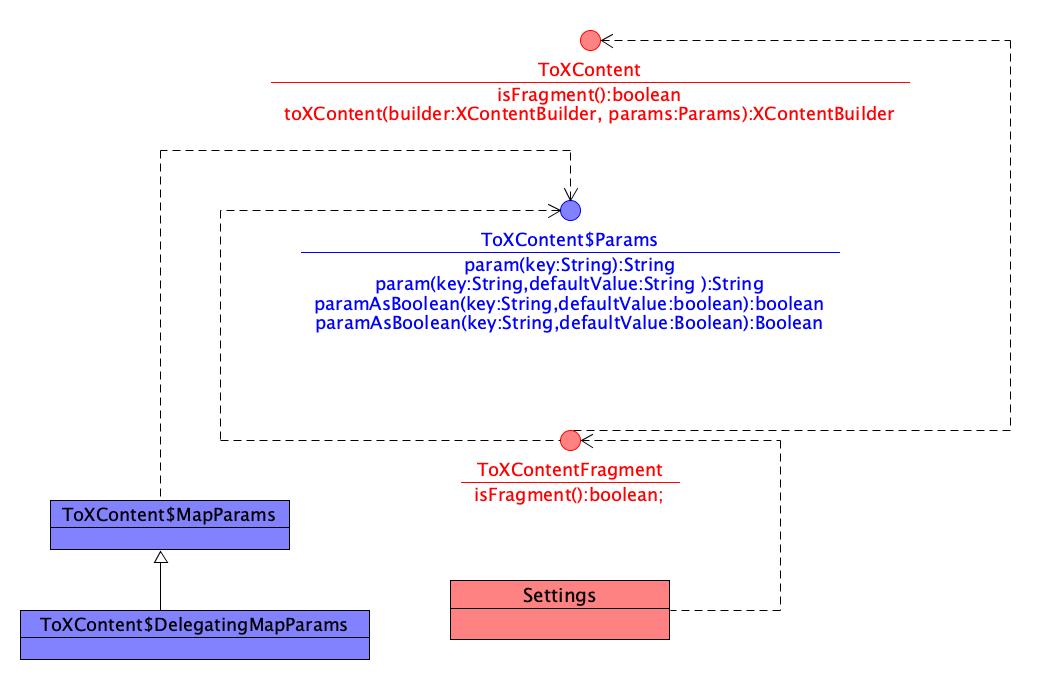 ToXContent
isFragment():boolean
toXContent(builder:XContentBuilder, params:Params):XContentBuilder
ToXContent$Params
param(key:String):String
param(key:String,defaultValue:String ):String
paramAsBoolean(key:String,defaultValue:boolean):boolean
paramAsBoolean(key:String,defaultValue:Boolean):Boolean
ToXContentFragment
isFragment():boolean;
ToXContent$MapParams
Settings
ToXContent$DelegatingMapParams